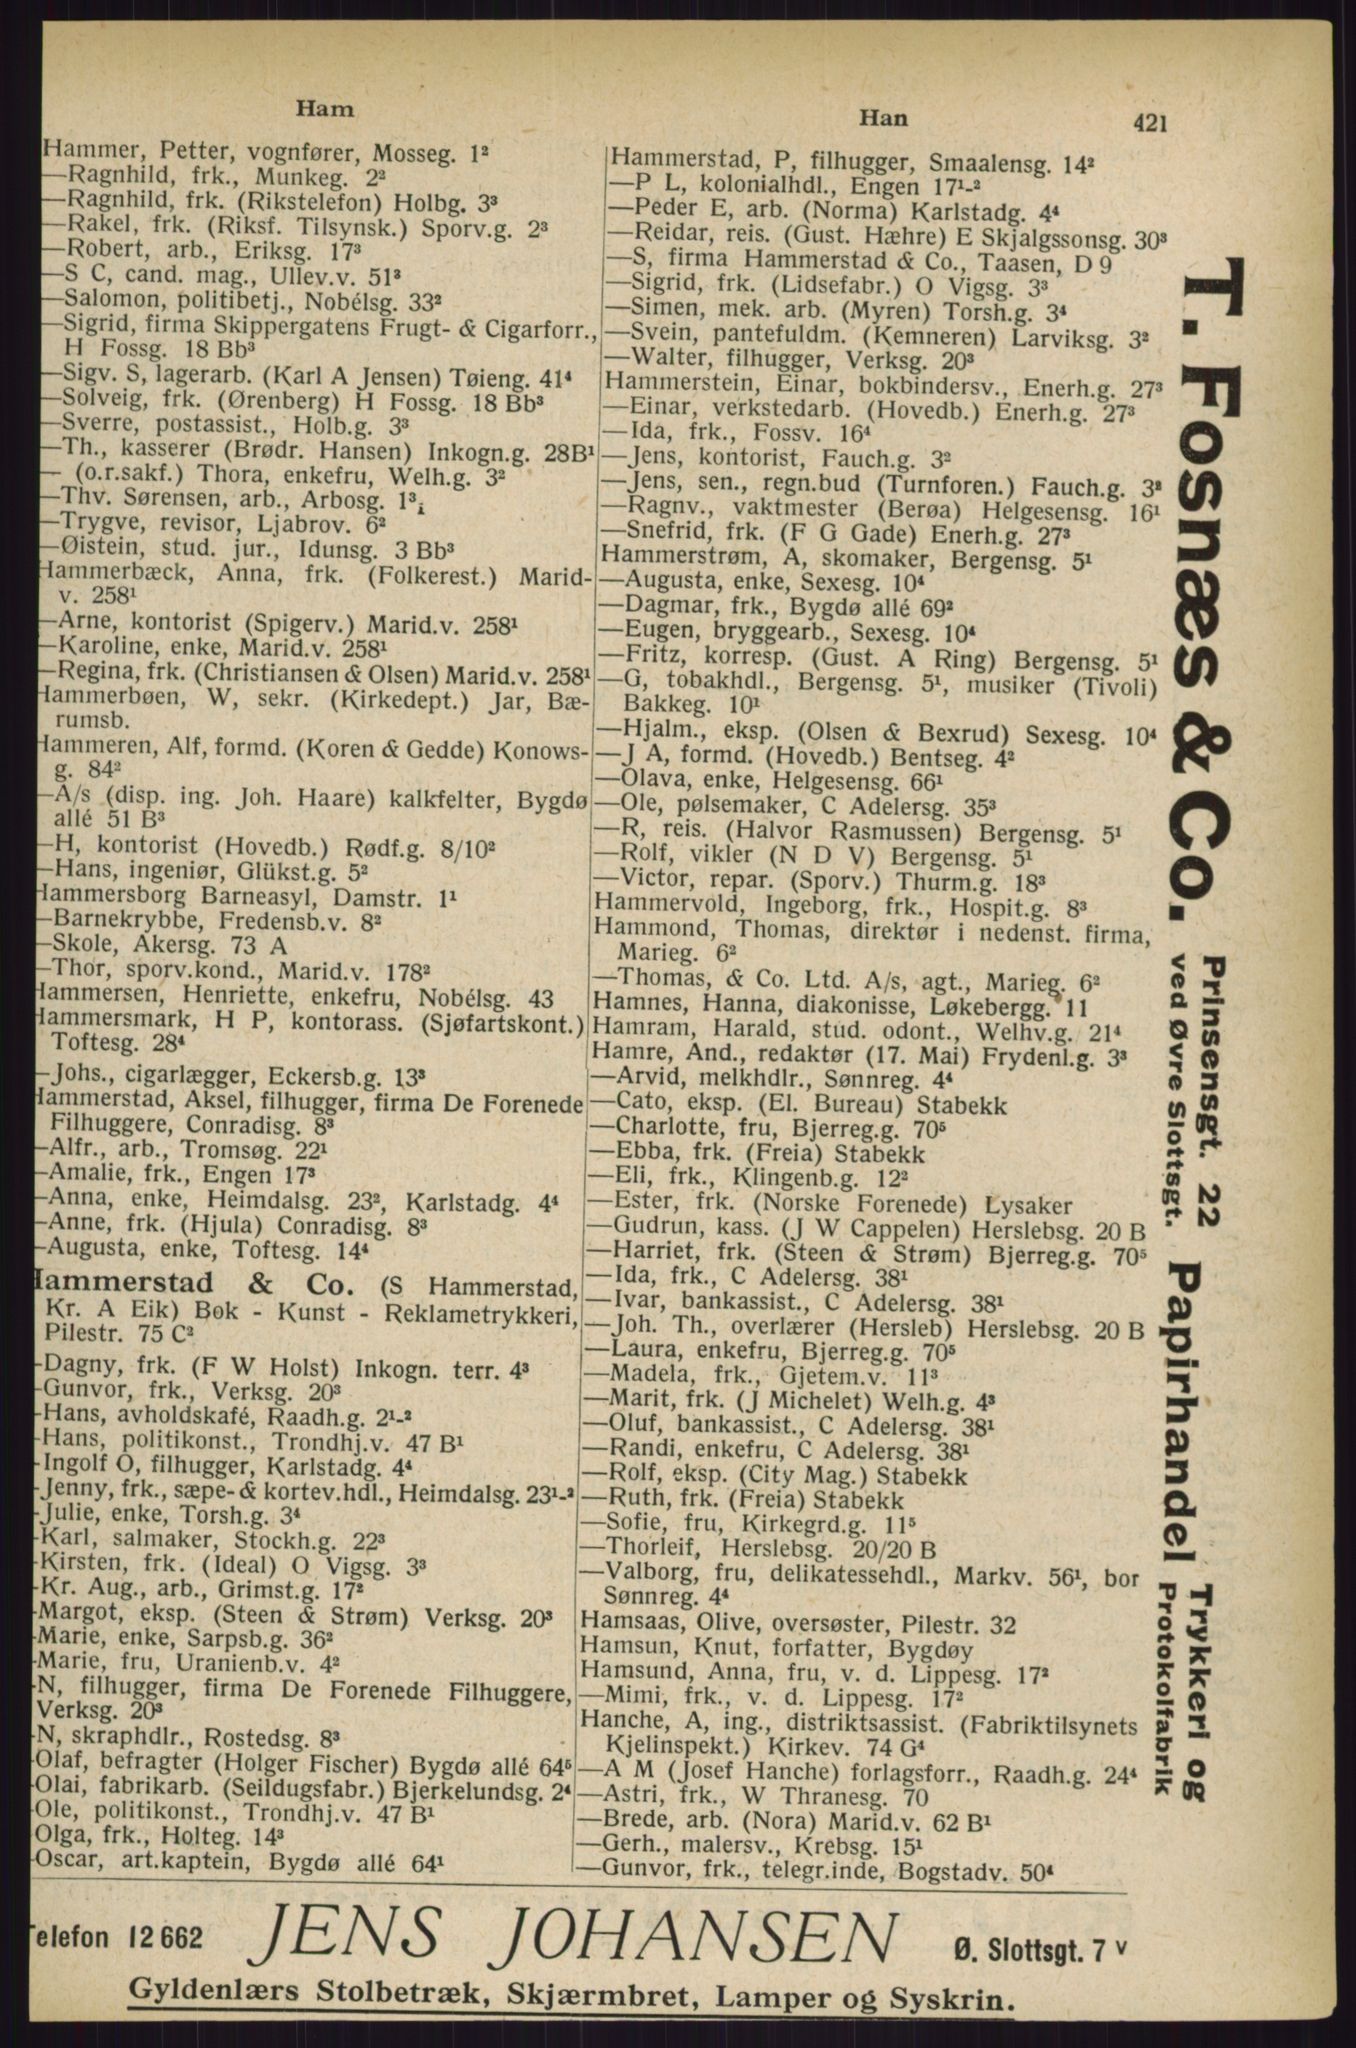 Ham
Han
421
Hammer, Petter, vognfører, Mosseg. 1²
—Ragnhild, frk., Munkeg. 2²
—Ragnhild, frk. (Rikstelefon) Holbg. 3³
—Rakel, frk. (Riksf. Tilsynsk.) Sporv.g. 2³
—Robert, arb., Eriksg. 17³
—S C, cand. mag., Ullev.v. 51³
—Salomon, politibetj., Nobélsg. 33²
—Sigrid, firma Skippergatens Frugt- & Cigarforr.,
H Fossg. 18 Bb³
—Sigv. S, lagerarb. (Karl A Jensen) Tøieng. 41⁴
—Solveig, frk. (Ørenberg) H Fossg. 18 Bb³
—Sverre, postassist., Holb.g. 3³
—Th., kasserer (Brødr. Hansen) Inkogn.g. 28B¹
— (o.r.sakf.) Thora, enkefru, Welh.g. 3²
—Thv. Sørensen, arb., Arbosg. 1³
—Trygve, revisor, Ljabrov. 6²
—Øistein, stud. jur., Idunsg. 3 Bb³
Hammerbæck, Anna, frk. (Folkerest.) Marid-
v. 258¹
—Arne, kontorist (Spigerv.) Marid.v. 258¹
—Karoline, enke, Marid.v. 258¹
—Regina, frk. (Christiansen & Olsen) Marid.v. 258¹
Hammerbøen, W, sekr. (Kirkedept.) Jar, Bæ-
rumsb.
Hammeren, Alf, formd. (Koren & Gedde) Konows-
g. 84²
—A/s (disp. ing. Joh. Haare) kalkfelter, Bygdø
allé 51 B³
—H, kontorist (Hovedb.) Rødf.g. 8/10²
—Hans, ingeniør, Glükst.g. 5²
Hammersborg Barneasyl, Damstr. 1¹
—Barnekrybbe, Fredensb.v. 8²
—Skole, Akersg. 73 A
—Thor, sporv.kond., Marid.v. 178²
Hammersen, Henriette, enkefru, Nobélsg. 43
Hammersmark, H P, kontorass. (Sjøfartskont.)
Toftesg. 28⁴
—Johs., cigarlægger, Eckersb.g. 13³
Hammerstad, Aksel, filhugger, firma De Forenede
Filhuggere, Conradisg. 8³
—Alfr., arb., Tromsøg. 22¹
—Amalie, frk., Engen 17³
—Anna, enke, Heimdalsg. 23², Karlstadg. 4⁴
—Anne, frk. (Hjula) Conradisg. 8³
—Augusta, enke, Toftesg. 14⁴
Hammerstad & Co. (S Hammerstad,
Kr. A Eik) Bok - Kunst - Reklametrykkeri,
Pilestr. 75 C²
—Dagny, frk. (F W Holst) Inkogn. terr. 4³
—Gunvor, frk., Verksg. 20³
—Hans, avholdskafé, Raadh.g. 2¹-²
—Hans, politikonst., Trondhj.v. 47 B¹
—Ingolf O, filhugger, Karlstadg. 4⁴
—Jenny, frk., sæpe- & kortev.hdl., Heimdalsg. 23¹-²
—Julie, enke, Torsh.g. 3⁴
—Karl, salmaker, Stockh.g. 22³
—Kirsten, frk. (Ideal) O Vigsg. 3³
—Kr. Aug., arb., Grimst.g. 17²
—Margot, eksp. (Steen & Strøm) Verksg. 20³
—Marie, enke, Sarpsb.g. 36²
—Marie, fru, Uranienb.v. 4²
—N, filhugger, firma De Forenede Filhuggere,
Verksg. 20³
—N, skraphdlr., Rostedsg. 8³
—Olaf, befragter (Holger Fischer) Bygdø allé 64⁵
—Olai, fabrikarb. (Seildugsfabr.) Bjerkelundsg. 2⁴
—Ole, politikonst., Trondhj.v. 47 B¹
—Olga, frk., Holteg. 14³
—Oscar, art.kaptein, Bygdø allé 64¹
Hammerstad, P, filhugger, Smaalensg. 14²
—P L, kolonialhdl., Engen 17¹-²
—Peder E, arb. (Norma) Karlstadg. 4⁴
—Reidar, reis. (Gust. Hæhre) E Skjalgssonsg. 30³
—S, firma Hammerstad & Co., Taasen, D 9
—Sigrid, frk. (Lidsefabr.) O Vigsg. 3³
—Simen, mek. arb. (Myren) Torsh.g. 3⁴
—Svein, pantefuldm. (Kemneren) Larviksg. 3²
—Walter, filhugger, Verksg. 20³
Hammerstein, Einar, bokbindersv., Enerh.g. 27³
—Einar, verkstedarb. (Hovedb.) Enerh.g. 27³
—Ida, frk., Fossv. 16⁴
—Jens, kontorist, Fauch.g. 3²
—Jens, sen., regn.bud (Turnforen.) Fauch.g. 3²
—Ragnv., vaktmester (Berøa) Helgesensg. 16¹
—Snefrid, frk. (F G Gade) Enerh.g. 27³
Hammerstrøm, A, skomaker, Bergensg. 5¹
—Augusta, enke, Sexesg. 10⁴
—Dagmar, frk., Bygdø allé 69²
—Eugen, bryggearb., Sexesg. 10⁴
—Fritz, korresp. (Gust. A Ring) Bergensg. 5¹
—G, tobakhdl., Bergensg. 5¹, musiker (Tivoli)
Bakkeg. 10¹
—Hjalm., eksp. (Olsen & Bexrud) Sexesg. 10⁴
—J A, formd. (Hovedb.) Bentseg. 4²
—Olava, enke, Helgesensg. 66¹
—Ole, pølsemaker, C Adelersg. 35³
—R, reis. (Halvor Rasmussen) Bergensg. 5¹
—Rolf, vikler (N D V) Bergensg. 5¹
—Victor, repar. (Sporv.) Thurm.g. 18³
Hammervold, Ingeborg, frk., Hospit.g. 8³
Hammond, Thomas, direktør i nedenst. firma,
Marieg. 6²
—Thomas, & Co. Ltd. A/s, agt., Marieg. 6²
Hamnes, Hanna, diakonisse, Løkebergg. 11
Hamram, Harald, stud. odont., Welhv.g. 21⁴
Hamre, And., redaktør (17. Mai) Frydenl.g. 3³
—Arvid, melkhdlr., Sønnreg. 4⁴
—Cato, eksp. (El. Bureau) Stabekk
—Charlotte, fru, Bjerreg.g. 70⁵
—Ebba, frk. (Freia) Stabekk
—Eli, frk., Klingenb.g. 12²
—Ester, frk. (Norske Forenede) Lysaker
—Gudrun, kass. (J W Cappelen) Herslebsg. 20 B
—Harriet, frk. (Steen & Strøm) Bjerreg.g. 70⁵
—Ida, frk., C Adelersg. 38¹
—Ivar, bankassist., C Adelersg. 38¹
—Joh. Th., overlærer (Hersleb) Herslebsg. 20 B
—Laura, enkefru, Bjerreg.g. 70⁵
—Madela, frk., Gjetem.v. 11³
—Marit, frk. (J Michelet) Welh.g. 4³
—Oluf, bankassist., C Adelersg. 38¹
—Randi, enkefru, C Adelersg. 38¹
—Rolf, eksp. (City Mag.) Stabekk
—Ruth, frk. (Freia) Stabekk
—Sofie, fru, Kirkegrd.g. 11⁵
—Thorleif, Herslebsg. 20/20 B
—Valborg, fru, delikatessehdl., Markv. 56¹, bor
Sønnreg. 4⁴
Hamsaas, Olive, oversøster, Pilestr. 32
Hamsun, Knut, forfatter, Bygdøy
Hamsund, Anna, fru, v. d. Lippesg. 17²
—Mimi, frk., v. d. Lippesg. 17²
Hanche, A, ing., distriktsassist. (Fabriktilsynets
Kjelinspekt.) Kirkev. 74 G⁴
—A M (Josef Hanche) forlagsforr., Raadh.g. 24⁴
—Astri, frk., W Thranesg. 70
—Brede, arb. (Nora) Marid.v. 62 B¹
—Gerh., malersv., Krebsg. 15¹
—Gunvor, frk., telegr.inde, Bogstadv. 50⁴
T. Fosnæs & Co. Prinsensgt. 22
ved Øvre Slottsgt.
Papirhandel Trykkeri og
Protokolfabrik
Telefon 12 662
JENS JOHANSEN
Ø. Slottsgt. 7 v
Gyldenlærs Stolbetræk, Skjærmbret, Lamper og Syskrin.